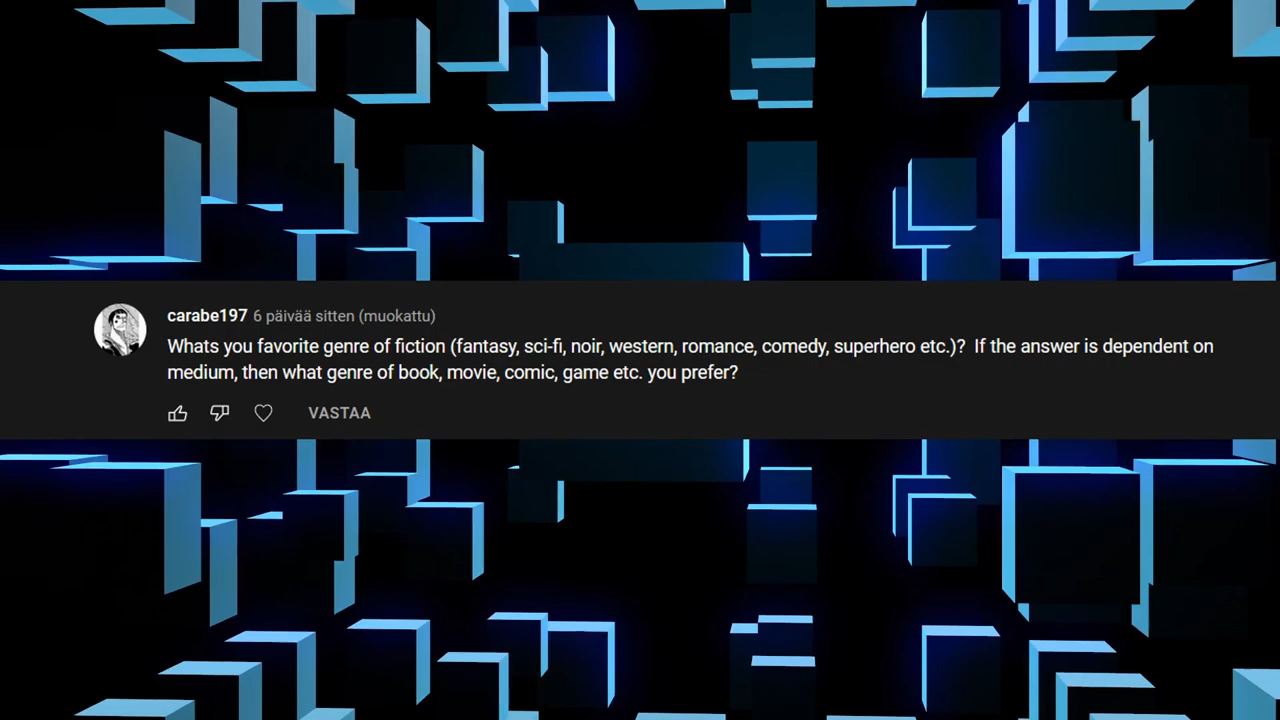 carabe197 6 päivää sitten (muokattu)
Whats you favorite genre of fiction (fantasy, sci-fi, noir, western, romance, comedy, superhero etc.)? If the answer is dependent on
medium, then what genre of book, movie, comic, game etc. you prefer?
VASTAA